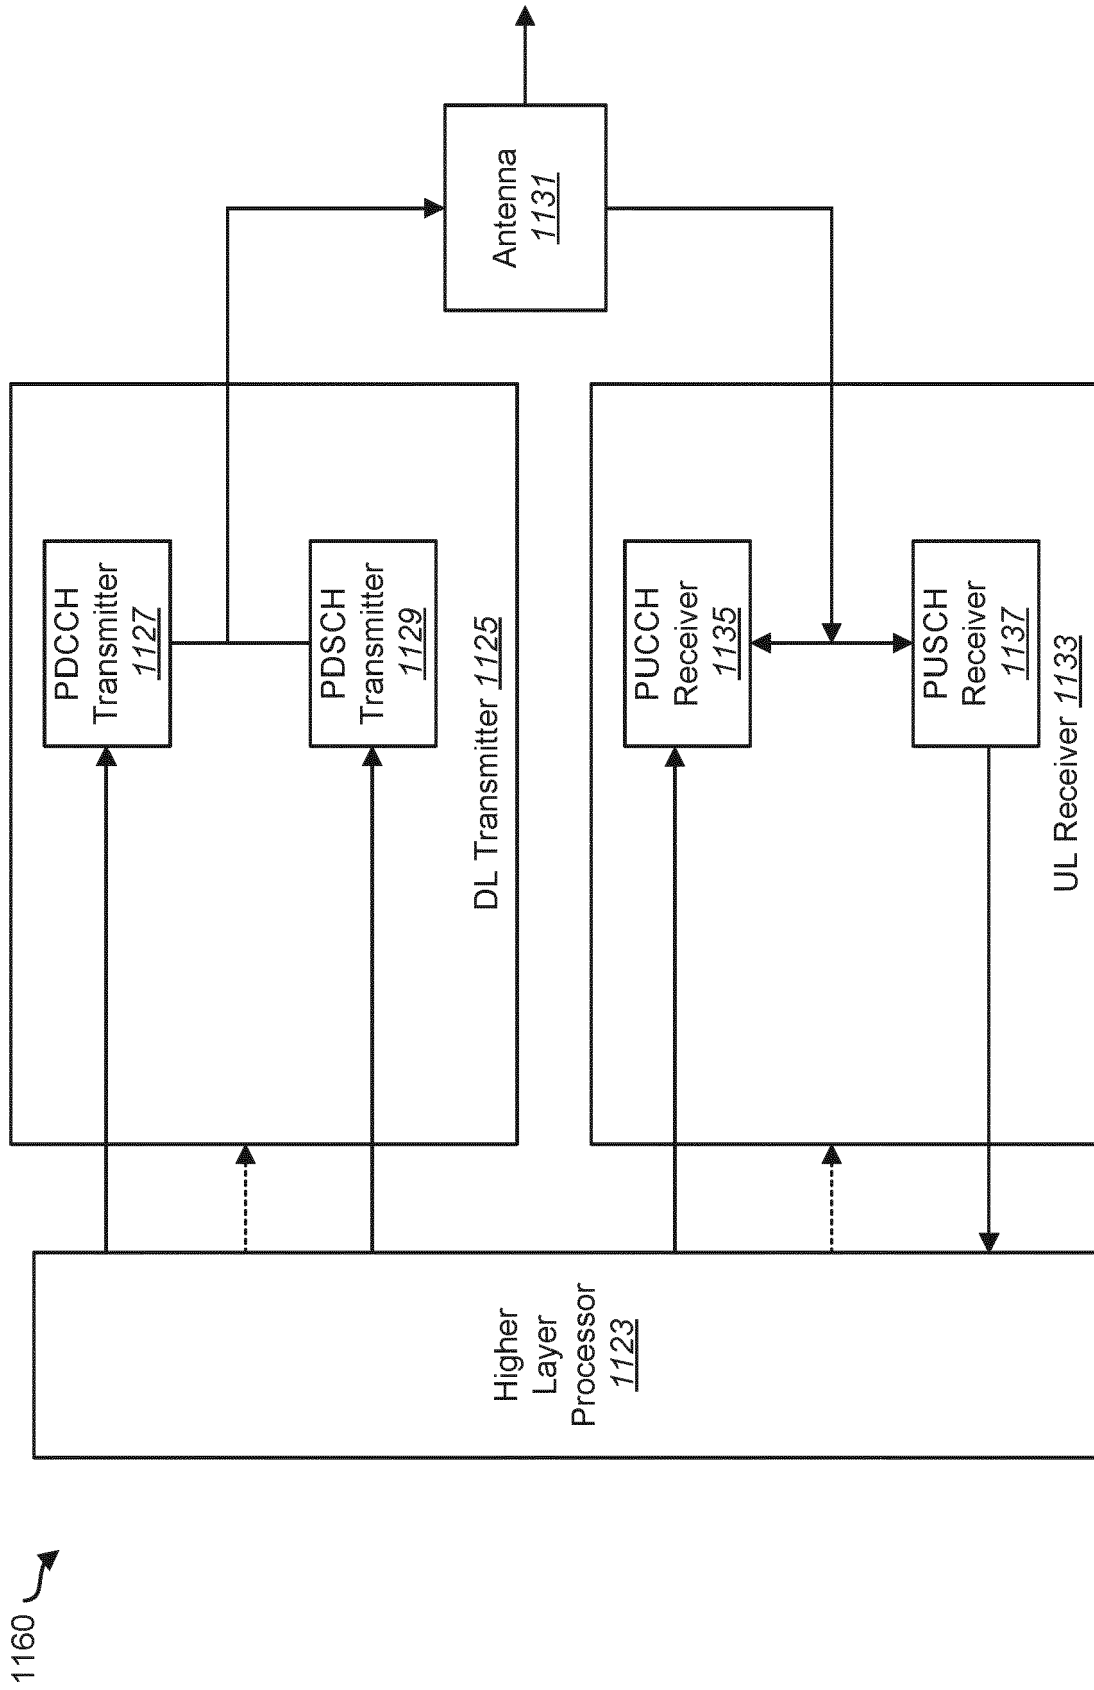 1160
Higher
Layer
Processor
1123
PDCCH
Transmitter
1127
PDSCH
Transmitter
1129
DL Transmitter 1125
PUCCH
Receiver
1135
PUSCH
Receiver
1137
UL Receiver 1133
Antenna
1131